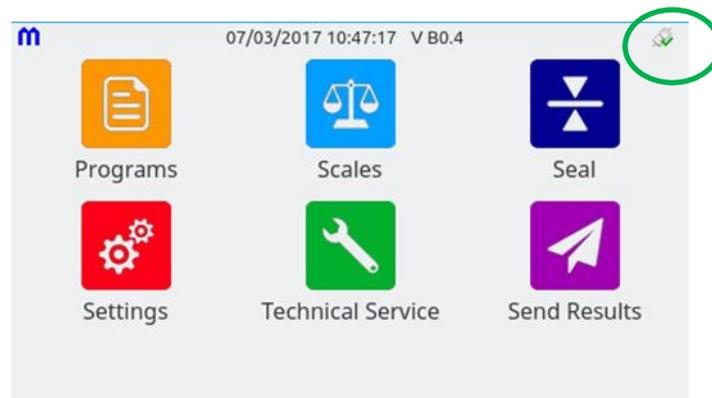 m 07/03/2017 10:47:17 V B0.4
Programs Scales Seal
Settings Technical Service Send Results